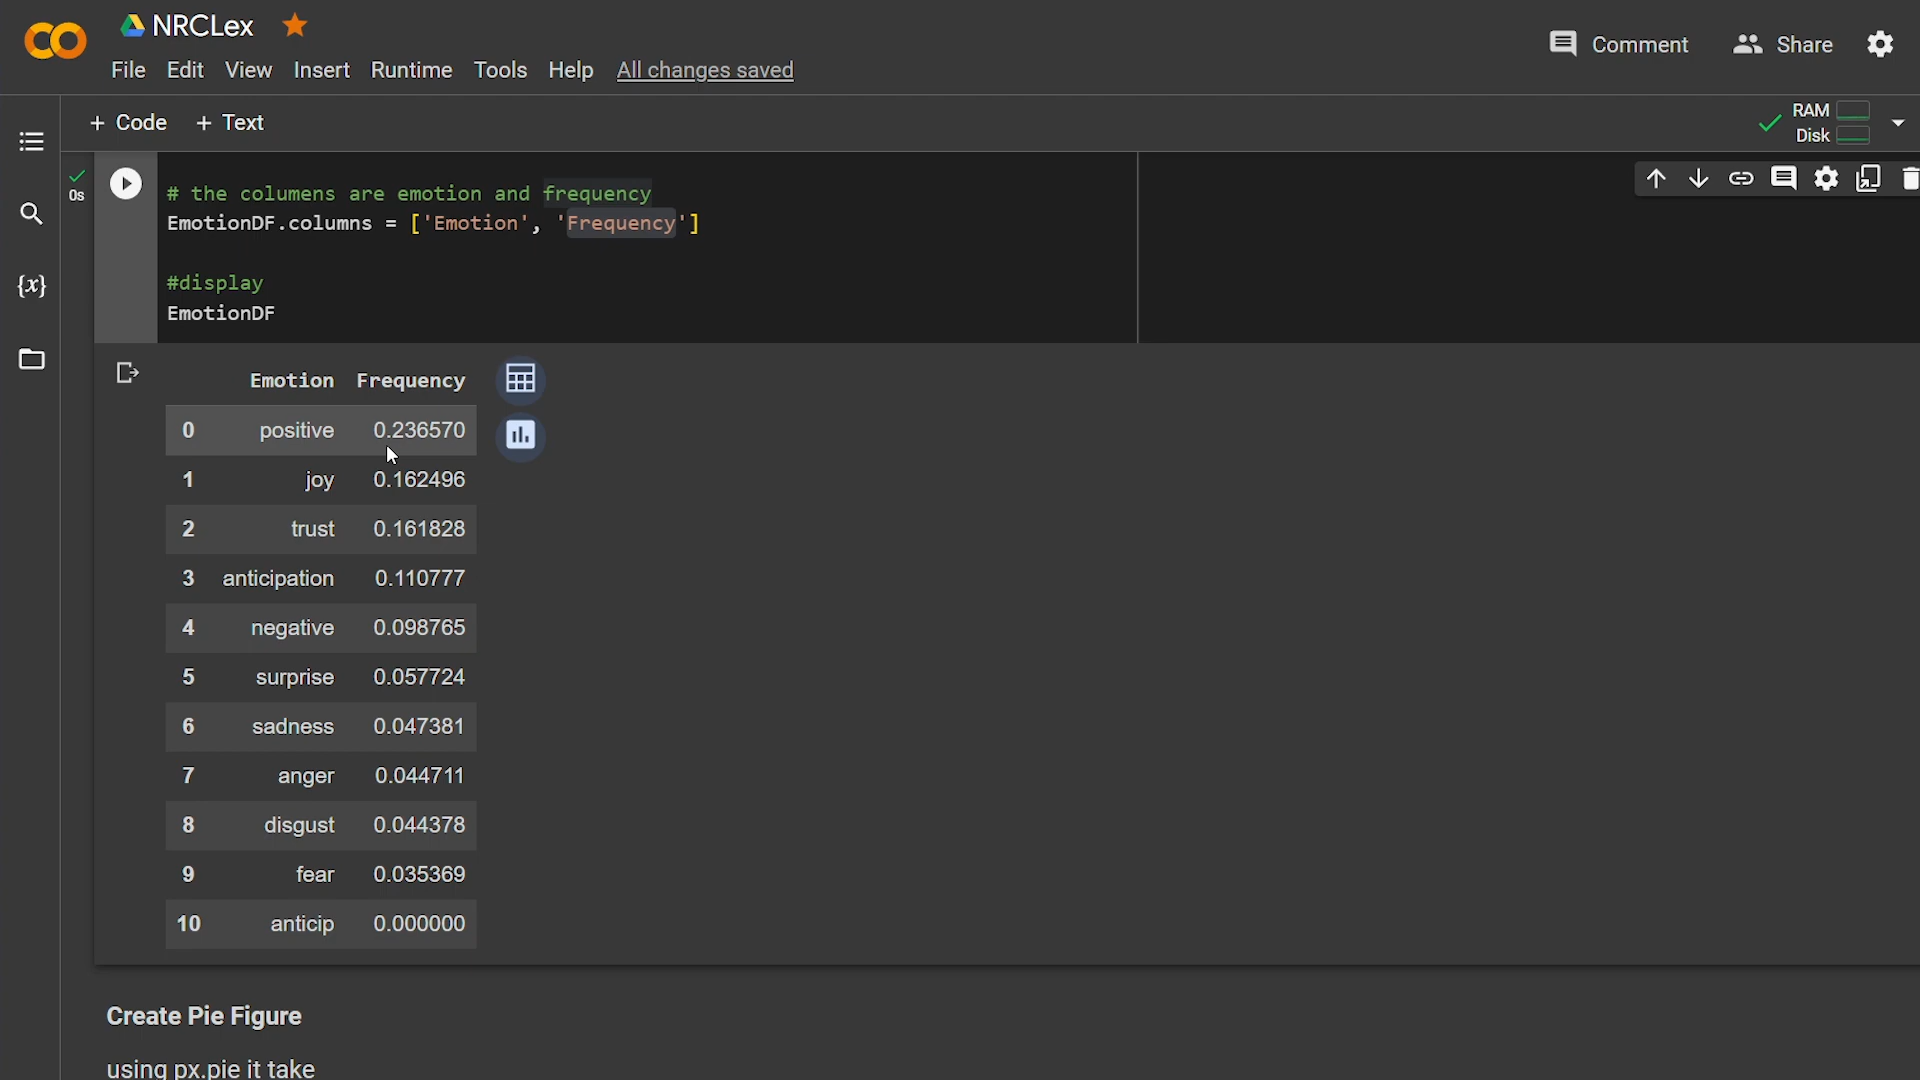 NRCLex
File Edit View Insert Runtime Tools Help All changes saved
Comment
Share
+ Code + Text
RAM
Disk
0s
# the columens are emotion and frequency
EmotionDF.columns = ['Emotion', 'Frequency']
#display
EmotionDF
Emotion Frequency
0 positive 0.236570
1 joy 0.162496
2 trust 0.161828
3 anticipation 0.110777
4 negative 0.098765
5 surprise 0.057724
6 sadness 0.047381
7 anger 0.044711
8 disgust 0.044378
9 fear 0.035369
10 anticip 0.000000
Create Pie Figure
using px.pie it take